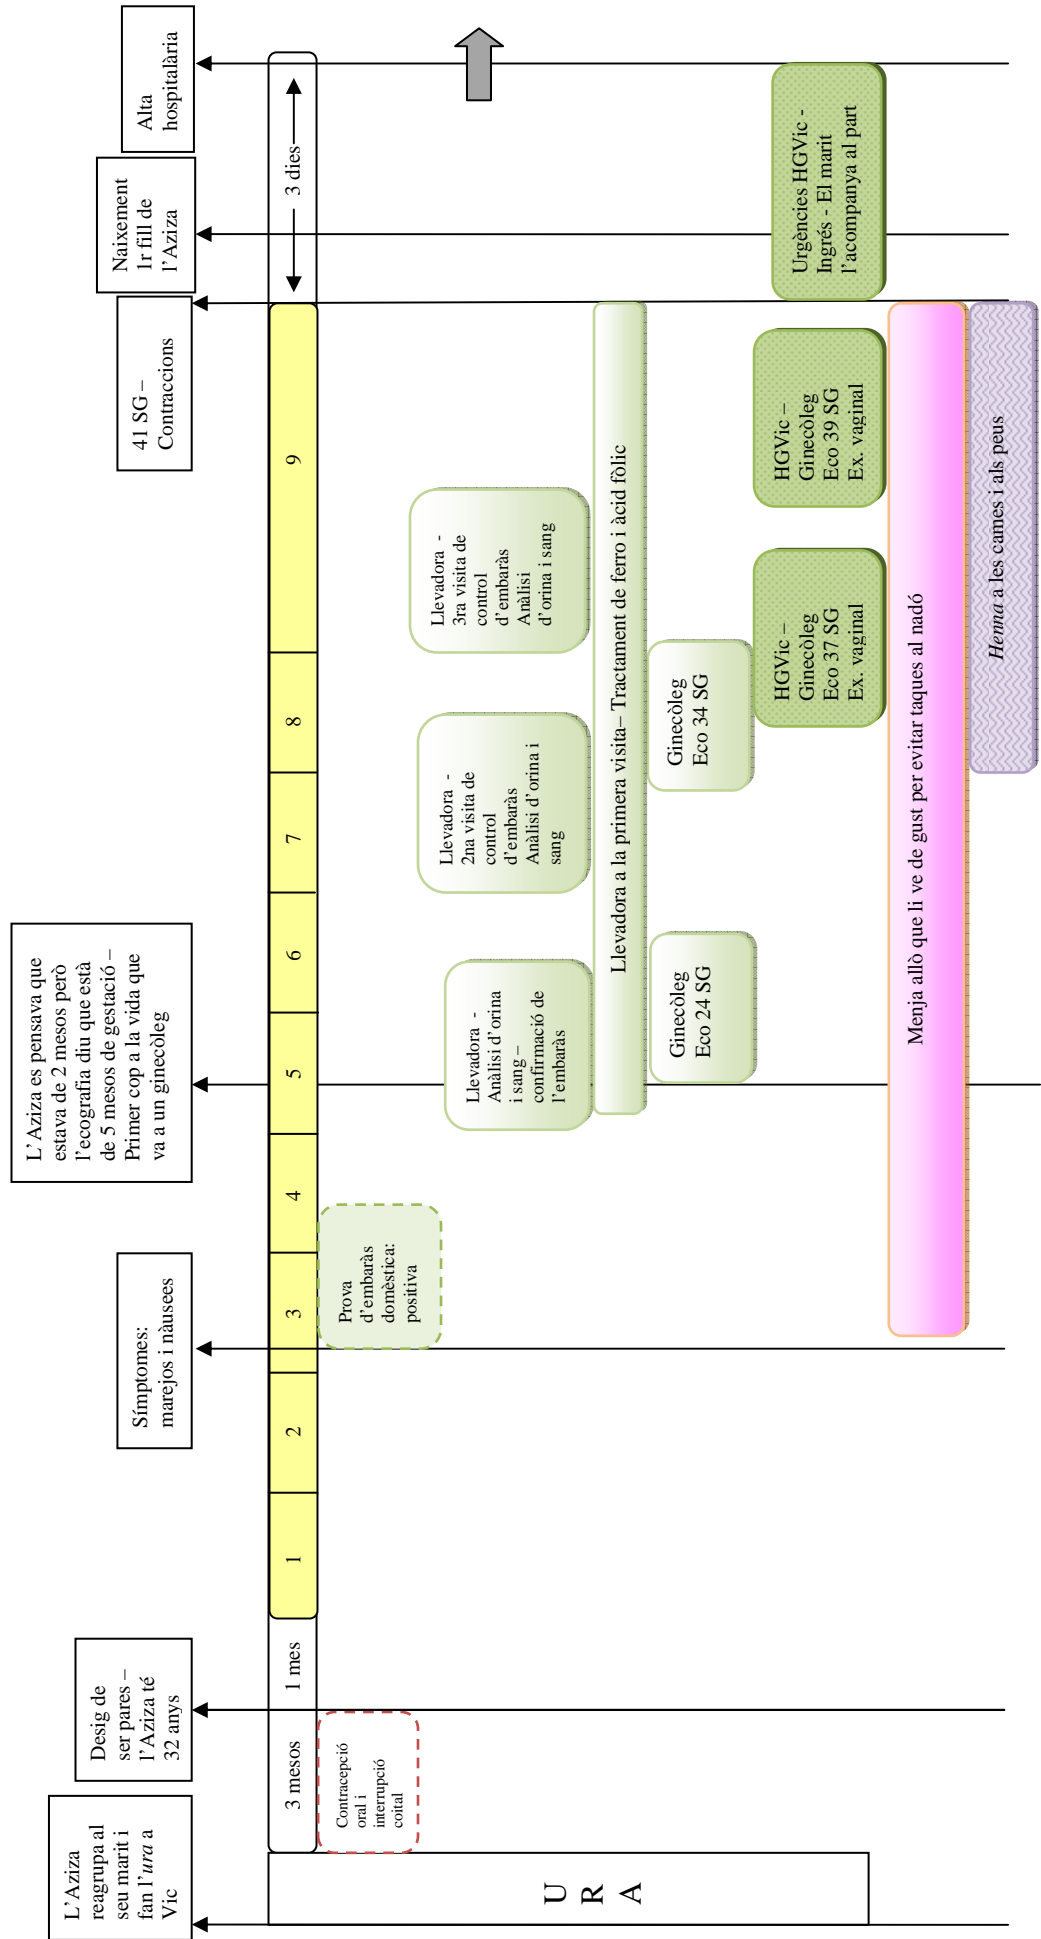 L'Aziza
reagrupa al
seu marit i
fan l'ura a
Vic
Desig de
ser pares –
l'Aziza té
32 anys
Símptomes:
marejos i nàusees
L'Aziza es pensava que
estava de 2 mesos però
l'ecografia diu que està
de 5 mesos de gestació –
Primer cop a la vida que
va a un ginecòleg
41 SG –
Contraccions
Naixement
1r fill de
l'Aziza
Alta
hospitalària
3 mesos
1 mes
1
2
3
4
5
6
7
8
9
3 dies
U
R
A
Contracepció
oral i
interrupció
coital
Prova
d'embaràs
domèstica:
positiva
Llevadora -
Anàlisi d'orina
i sang –
confirmació de
l'embaràs
Llevadora -
2na visita de
control
d'embaràs
Anàlisi d'orina i
sang
Llevadora -
3ra visita de
control
d'embaràs
Anàlisi
d'orina i sang
Llevadora a la primera visita– Tractament de ferro i àcid fòlic
Ginecòleg
Eco 24 SG
Ginecòleg
Eco 34 SG
HGVic –
Ginecòleg
Eco 37 SG
Ex. vaginal
HGVic –
Ginecòleg
Eco 39 SG
Ex. vaginal
Urgències HGVic -
Ingrés - El marit
l'acompanya al part
Menja allò que li ve de gust per evitar taques al nadó
Henna a les cames i als peus